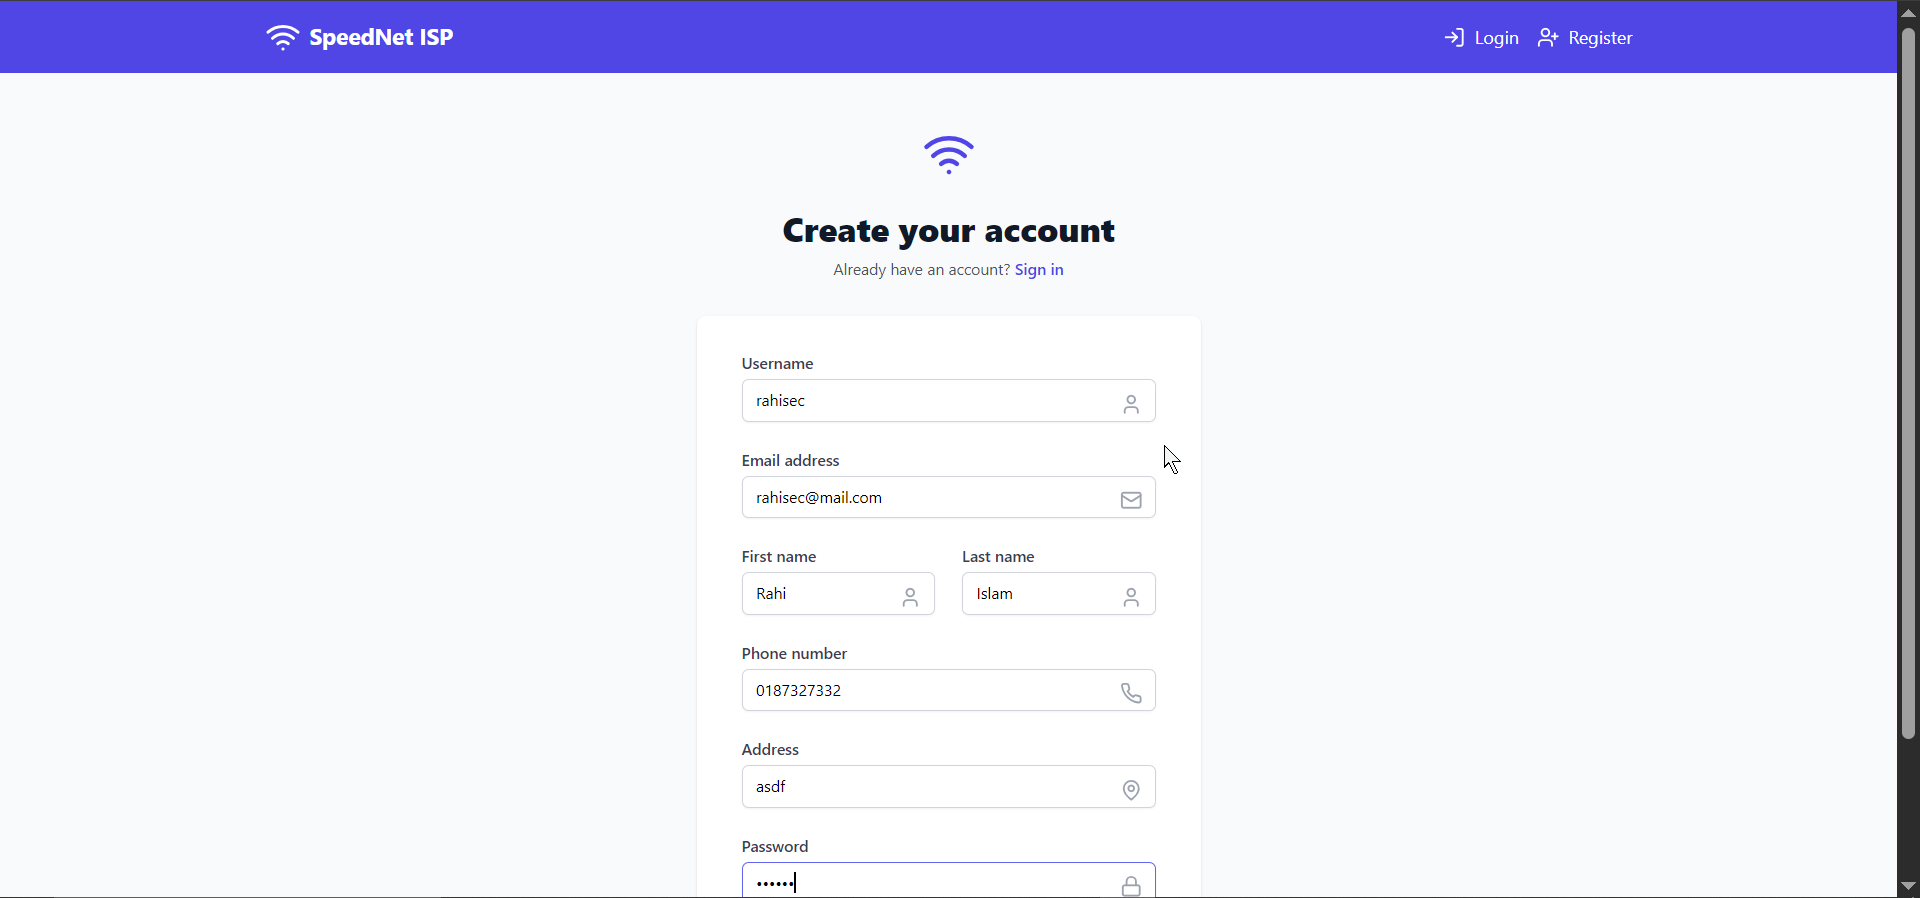 SpeedNet ISP
Login
Register
Create your account
Already have an account? Sign in
Username
rahisec
Email address
rahisec@mail.com
First name
Last name
Rahi
Islam
Phone number
0187327332
Address
asdf
Password
••••••